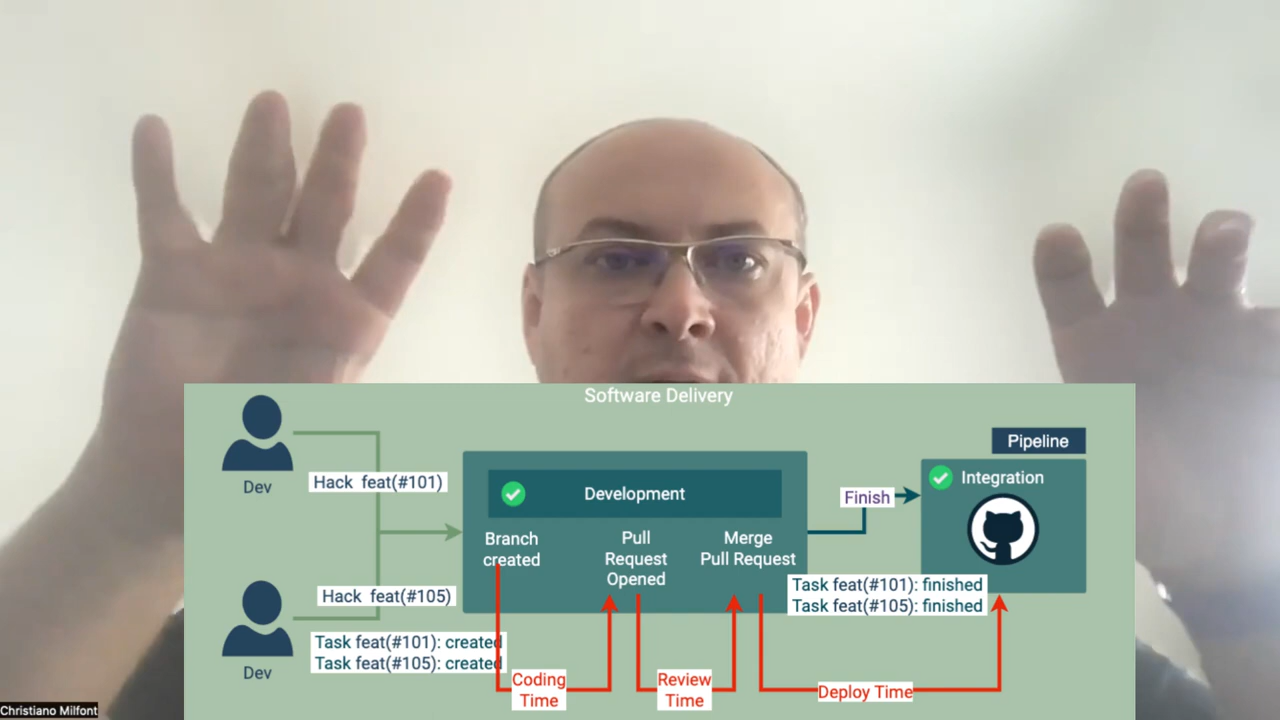 Software Delivery
Pipeline
Dev
Hack feat(#101)
Development
Finish
Integration
Branch
created
Pull
Request
Opened
Merge
Pull Request
Hack feat(#105)
Task feat(#101): finished
Task feat(#105): finished
Dev
Task feat(#101): created
Task feat(#105): created
Coding
Time
Review
Time
Deploy Time
Christiano Milfont